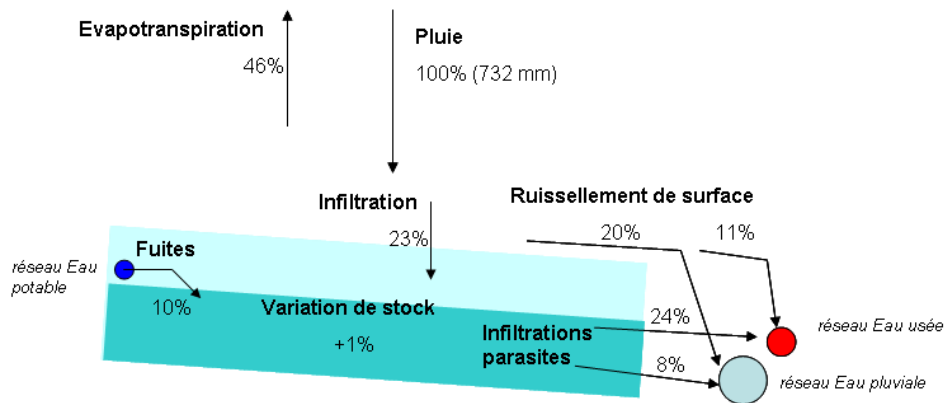 Evapotranspiration
46%
Pluie
100% (732 mm)
Infiltration
23%
Ruissellement de surface
20%
11%
Fuites
réseau Eau
potable
10%
Variation de stock
+1%
Infiltrations
parasites
24%
8%
réseau Eau usée
réseau Eau pluviale